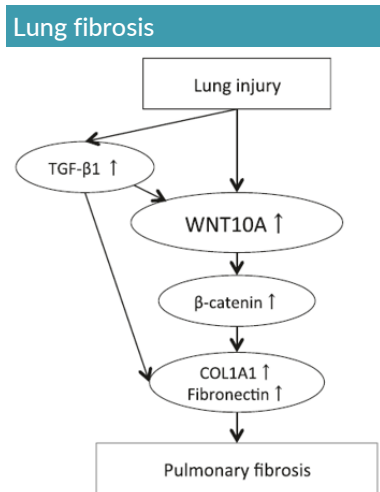 Lung fibrosis
Lung injury
TGF-β1 ↑
WNT10A ↑
β-catenin ↑
COL1A1 ↑
Fibronectin ↑
Pulmonary fibrosis